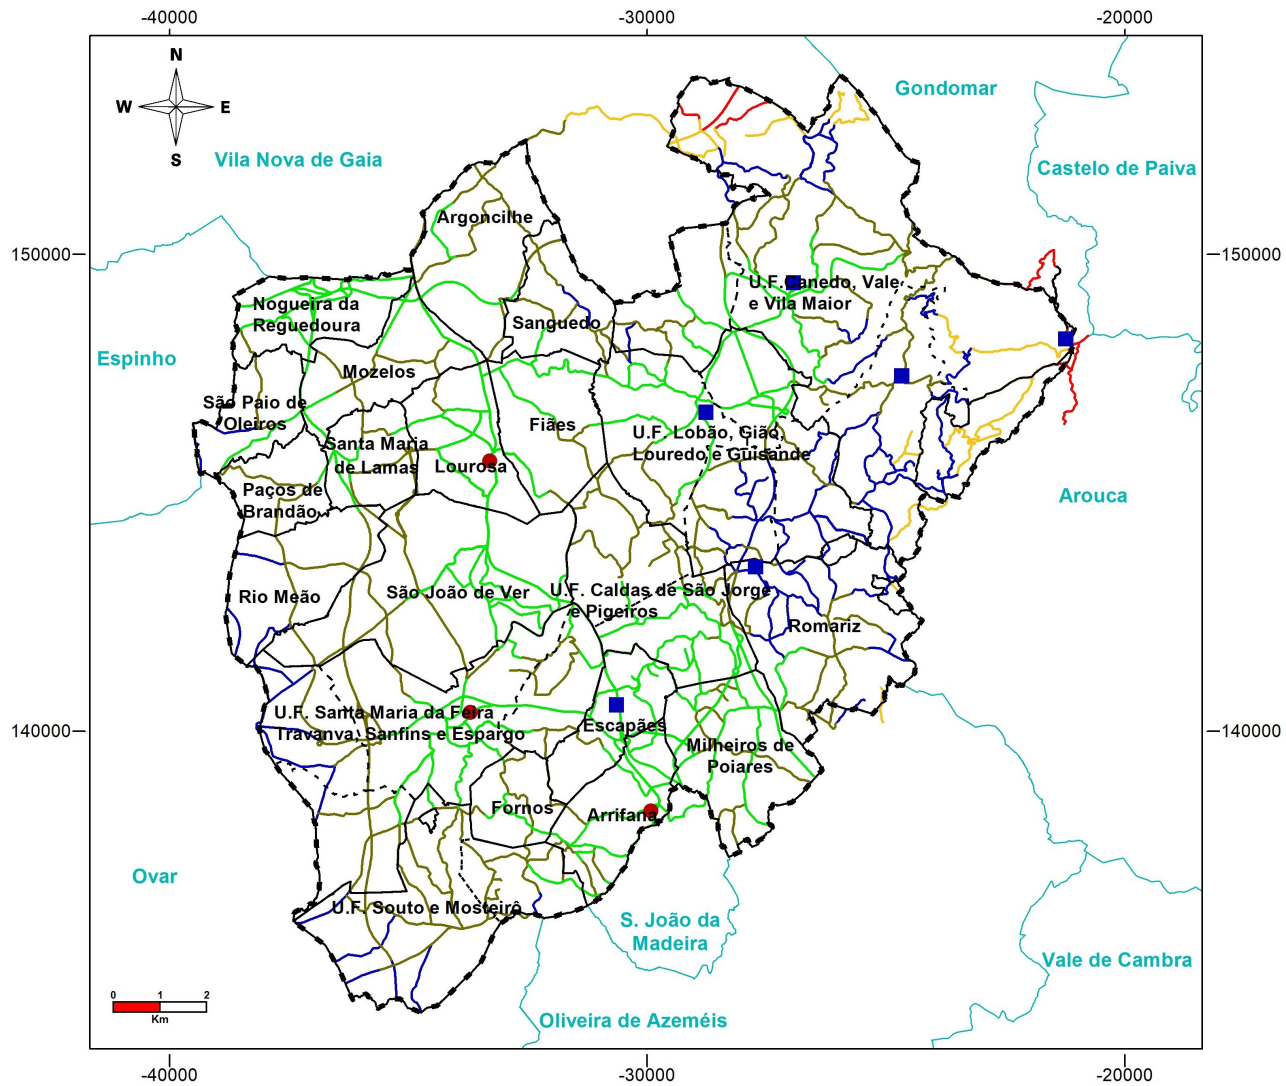 -40000
-30000
-20000
N
W
E
S
Gondomar
Vila Nova de Gaia
Castelo de Paiva
Argoncilhe
150000
150000
U.F.Canedo, Vale
e Vila Maior
Nogueira da
Reguedoura
Sanguedo
Espinho
Mozelos
São Paio de
Oleiros
Fiães
U.F. Lobão, Gião,
Louredo e Guisande
Santa Maria
de Lamas
Lourosa
Paços de
Brandão
Arouca
Rio Meão
São João de Ver
U.F. Caldas de São Jorge
e Pigeiros
Romariz
U.F. Santa Maria da Feira
Travanva, Sanfins e Espargo
Escapães
140000
140000
Milheiros de
Poiares
Fornos
Arrifana
Ovar
U.F. Souto e Mosteirô
S. João da
Madeira
Vale de Cambra
0 1 2
Km
Oliveira de Azeméis
-40000
-30000
-20000